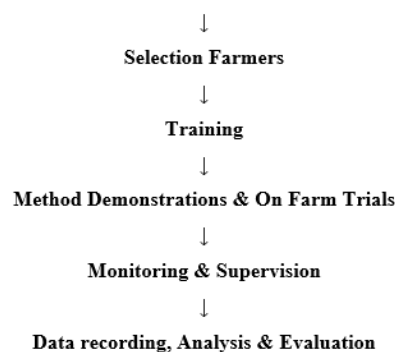 ↓
Selection Farmers
↓
Training
↓
Method Demonstrations & On Farm Trials
↓
Monitoring & Supervision
↓
Data recording, Analysis & Evaluation